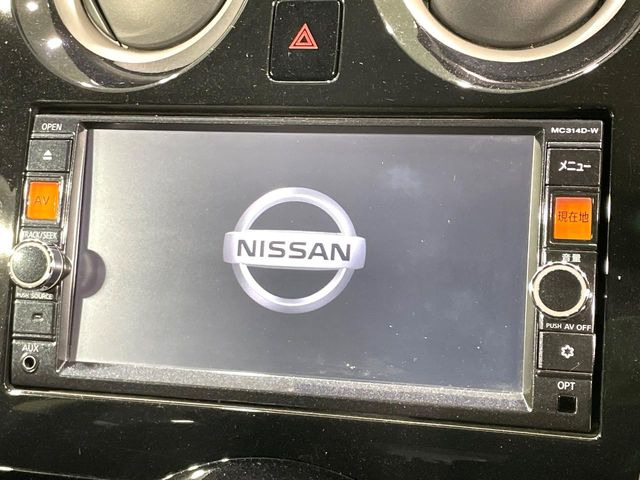 OPEN
MC314D-W
メニュー
AV
現在地
TRACK/SEEK
NISSAN
音量
PUSH SOURCE
PUSH AV OFF
AUX
OPT